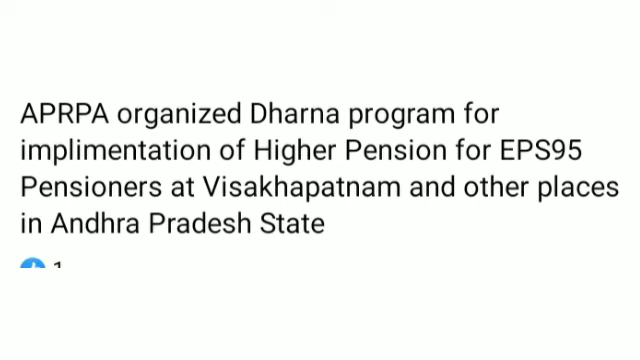 APRPA organized Dharna program for
implimentation of Higher Pension for EPS95
Pensioners at Visakhapatnam and other places
in Andhra Pradesh State
1